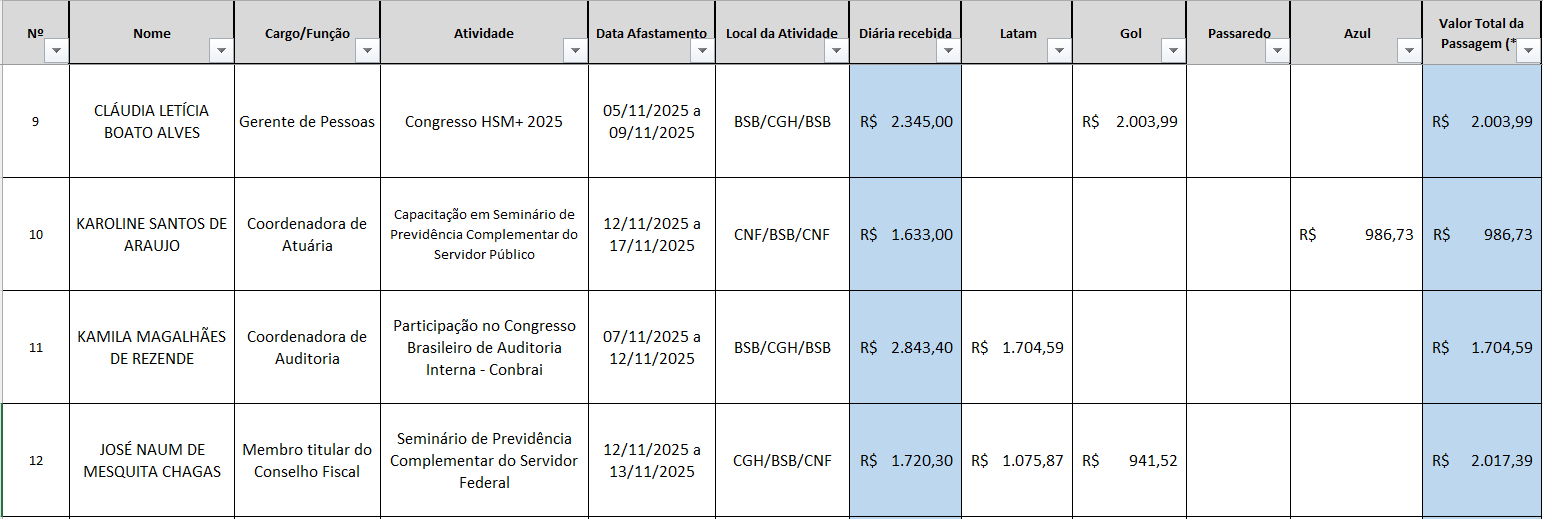 Nº Nome Cargo/Função Atividade Data Afastamento Local da Atividade Diária recebida Latam Gol Passaredo Azul Valor Total da
Passagem (*
9 CLÁUDIA LETÍCIA
BOATO ALVES Gerente de Pessoas Congresso HSM+ 2025 05/11/2025 a
09/11/2025 BSB/CGH/BSB R$ 2.345,00 R$ 2.003,99 R$ 2.003,99
10 KAROLINE SANTOS DE
ARAUJO Coordenadora de
Atuária Capacitação em Seminário de
Previdência Complementar do
Servidor Público 12/11/2025 a
17/11/2025 CNF/BSB/CNF R$ 1.633,00 R$ 986,73 R$ 986,73
11 KAMILA MAGALHÃES
DE REZENDE Coordenadora de
Auditoria Participação no Congresso
Brasileiro de Auditoria
Interna - Conbrai 07/11/2025 a
12/11/2025 BSB/CGH/BSB R$ 2.843,40 R$ 1.704,59 R$ 1.704,59
12 JOSÉ NAUM DE
MESQUITA CHAGAS Membro titular do
Conselho Fiscal Seminário de Previdência
Complementar do Servidor
Federal 12/11/2025 a
13/11/2025 CGH/BSB/CNF R$ 1.720,30 R$ 1.075,87 R$ 941,52 R$ 2.017,39